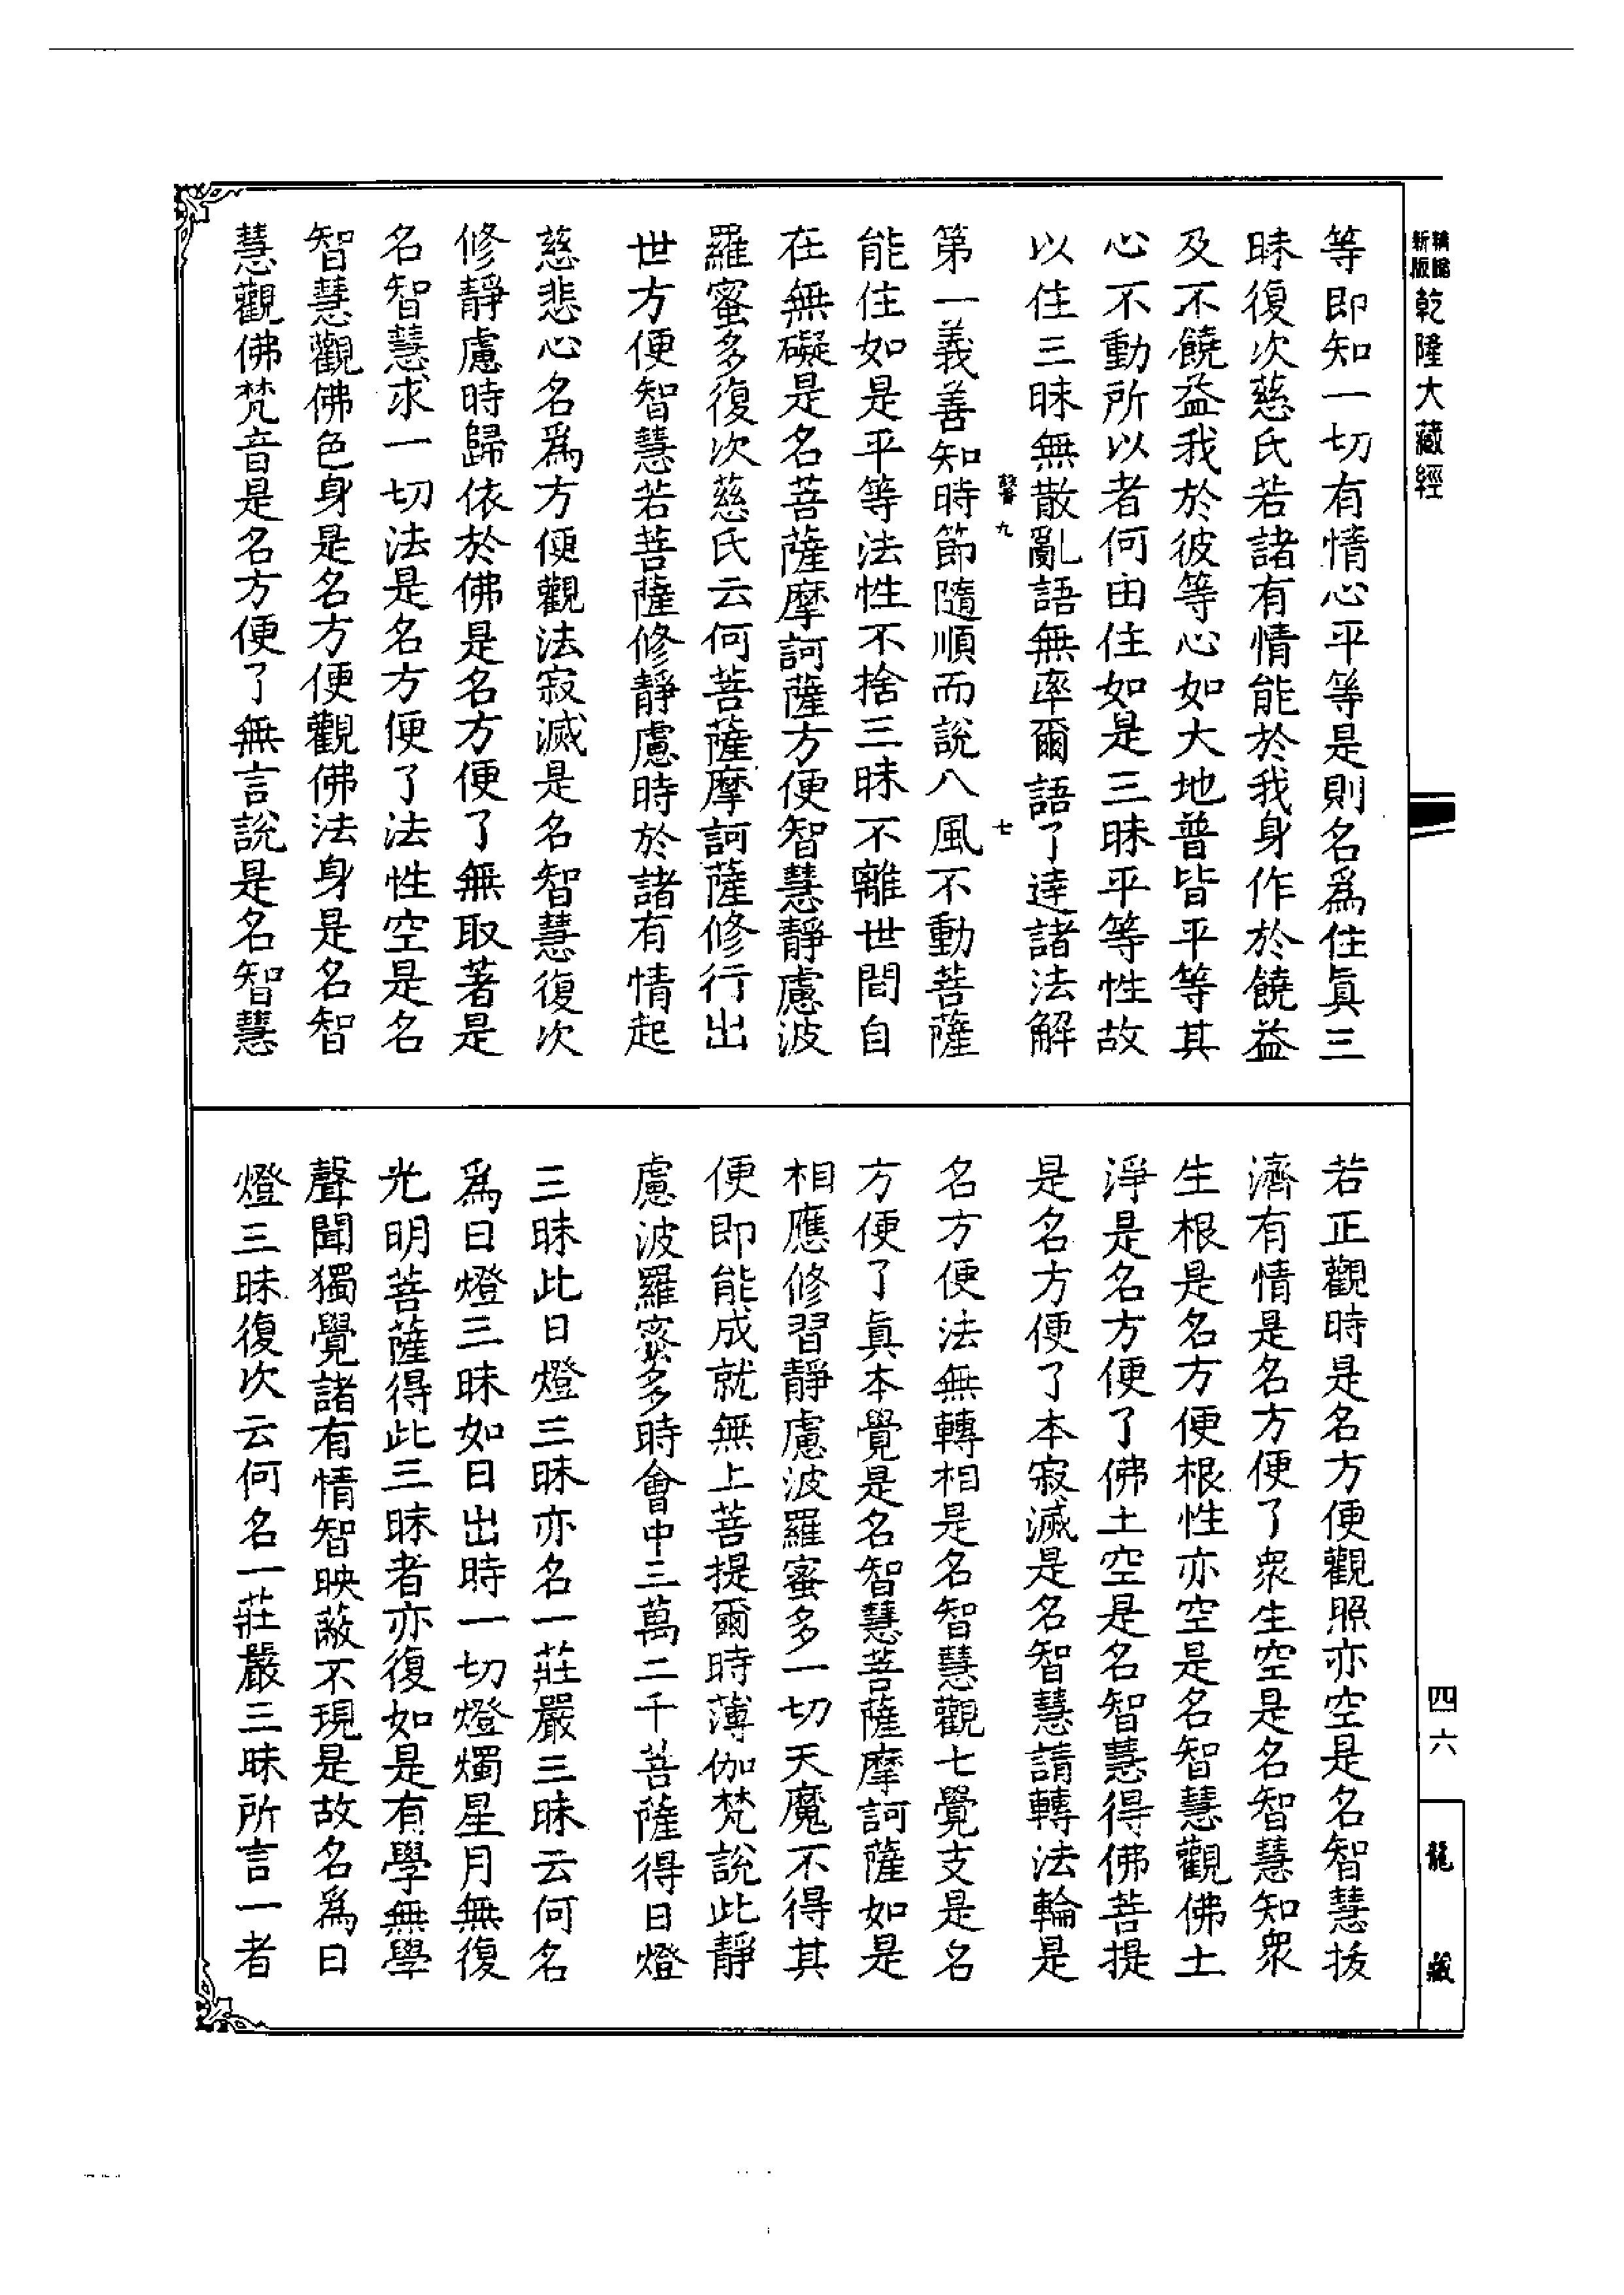 精縮
新版
乾隆大藏經
等即知一切有情心平等是則名爲住眞三
昧復次慈氏若諸有情能於我身作於饒益
及不饒益我於彼等心如大地普皆平等其
心不動所以者何由住如是三昧平等性故
以住三昧無散亂語無率爾語了達諸法解
九
七
第一義善知時節隨順而說八風不動菩薩
能住如是平等法性不捨三昧不離世間自
在無礙是名菩薩摩訶薩方便智慧靜慮波
羅蜜多復次慈氏云何菩薩摩訶薩修行出
世方便智慧若菩薩修靜慮時於諸有情起
慈悲心名爲方便觀法寂滅是名智慧復次
修靜慮時歸依於佛是名方便了無取著是
名智慧求一切法是名方便了法性空是名
智慧觀佛色身是名方便觀佛法身是名智
慧觀佛梵音是名方便了無言說是名智慧
若正觀時是名方便觀照亦空是名智慧拔
濟有情是名方便了眾生空是名智慧知眾
生根是名方便根性亦空是名智慧觀佛土
淨是名方便了佛土空是名智慧得佛菩提
是名方便了本寂滅是名智慧請轉法輪是
名方便法無轉相是名智慧觀七覺支是名
方便了眞本覺是名智慧菩薩摩訶薩如是
相應修習靜慮波羅蜜多一切天魔不得其
便即能成就無上菩提爾時薄伽梵說此靜
慮波羅蜜多時會中三萬二千菩薩得日燈
三昧此日燈三昧亦名一莊嚴三昧云何名
爲日燈三昧如日出時一切燈燭星月無復
光明菩薩得此三昧者亦復如是有學無學
聲聞獨覺諸有情智映蔽不現是故名爲日
燈三昧復次云何名一莊嚴三昧所言一者
四六
龍藏